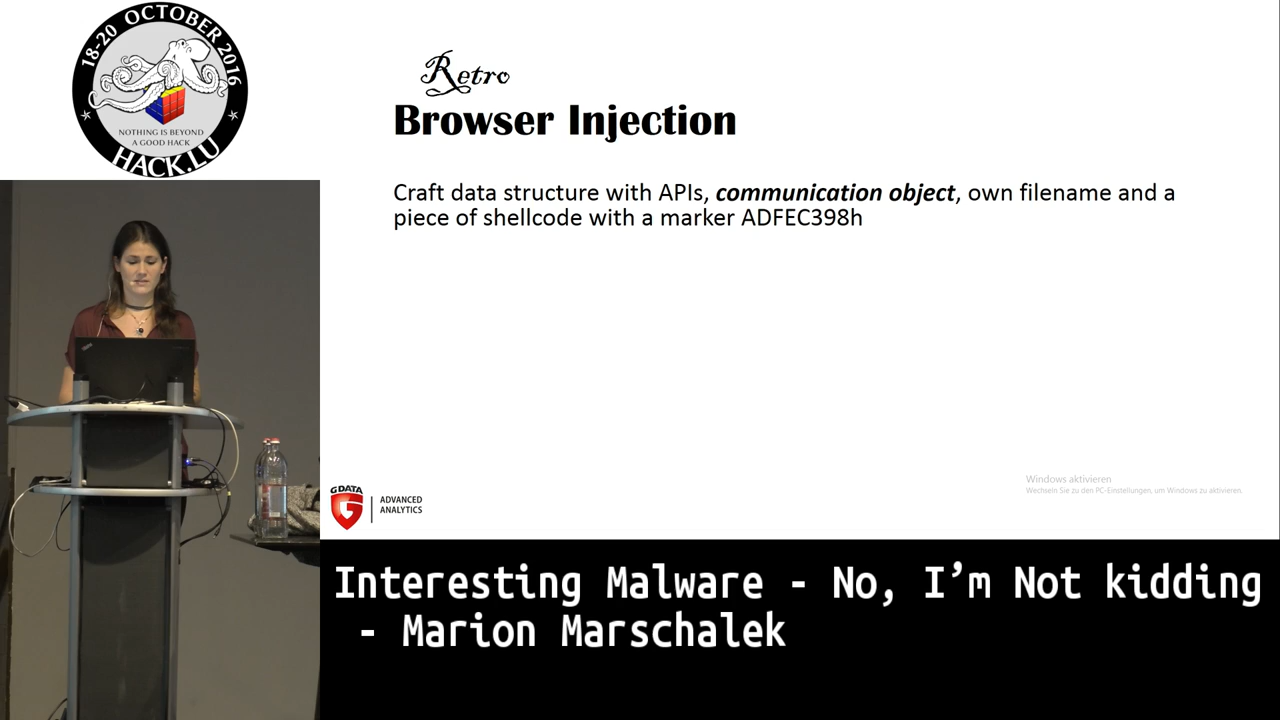 18-20 OCTOBER 2016
NOTHING IS BEYOND
A GOOD HACK
HACK.LU
Retro
Browser Injection
Craft data structure with APIs, communication object, own filename and a
piece of shellcode with a marker ADFEC398h
Windows aktivieren
Wechseln Sie zu den PC-Einstellungen, um Windows zu aktivieren.
GDATA
ADVANCED
ANALYTICS
Interesting Malware - No, I’m Not kidding
- Marion Marschalek